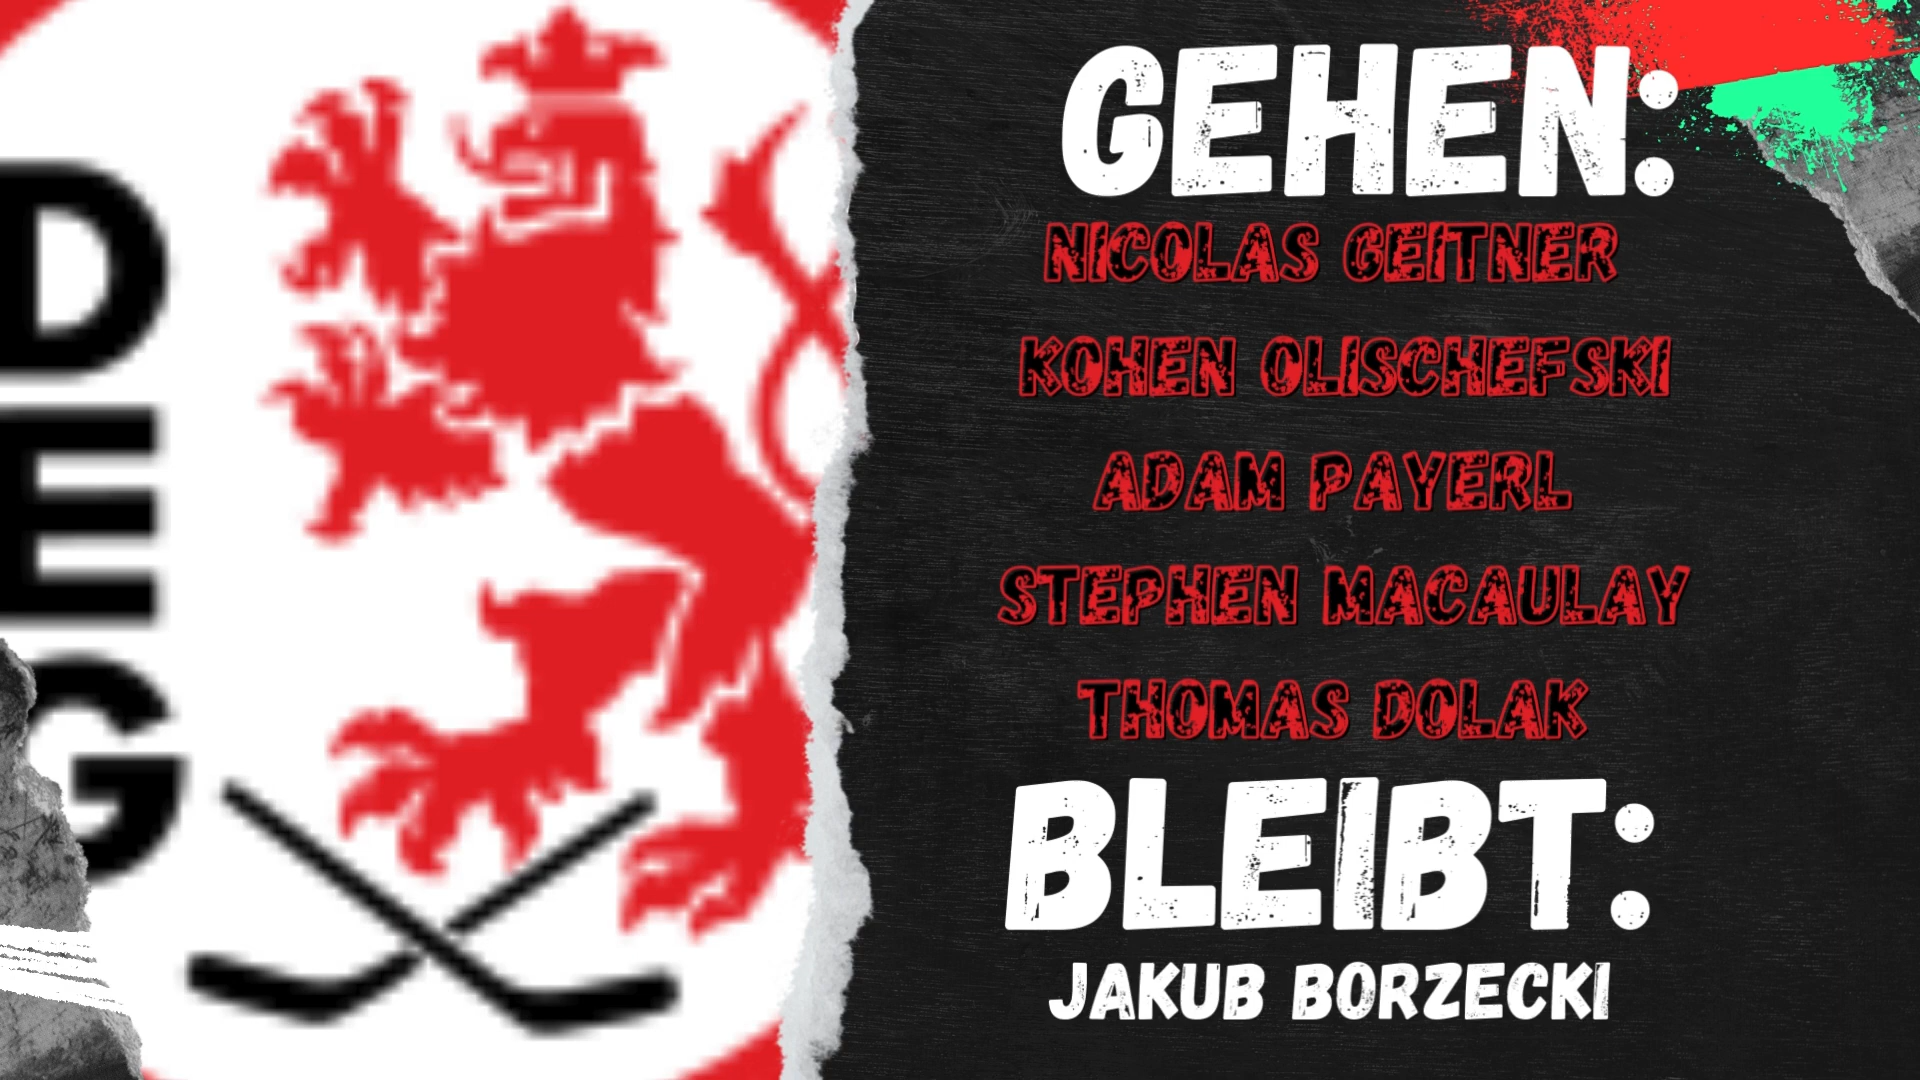 DEG
GEHEN:
NICOLAS GEITNER
KOHEN OLISCHEFSKI
ADAM PAYERL
STEPHEN MACAULAY
THOMAS DOLAK
BLEIBT:
JAKUB BORZECKI